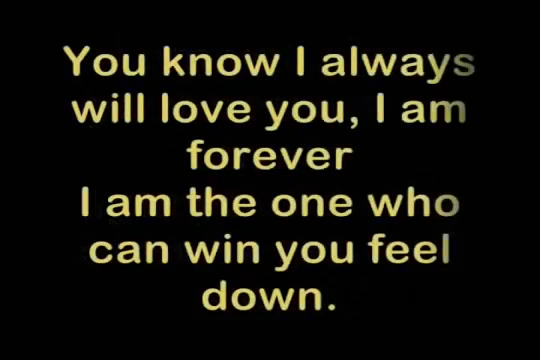 You know I always
will love you, I am
forever
I am the one who
can win you feel
down.